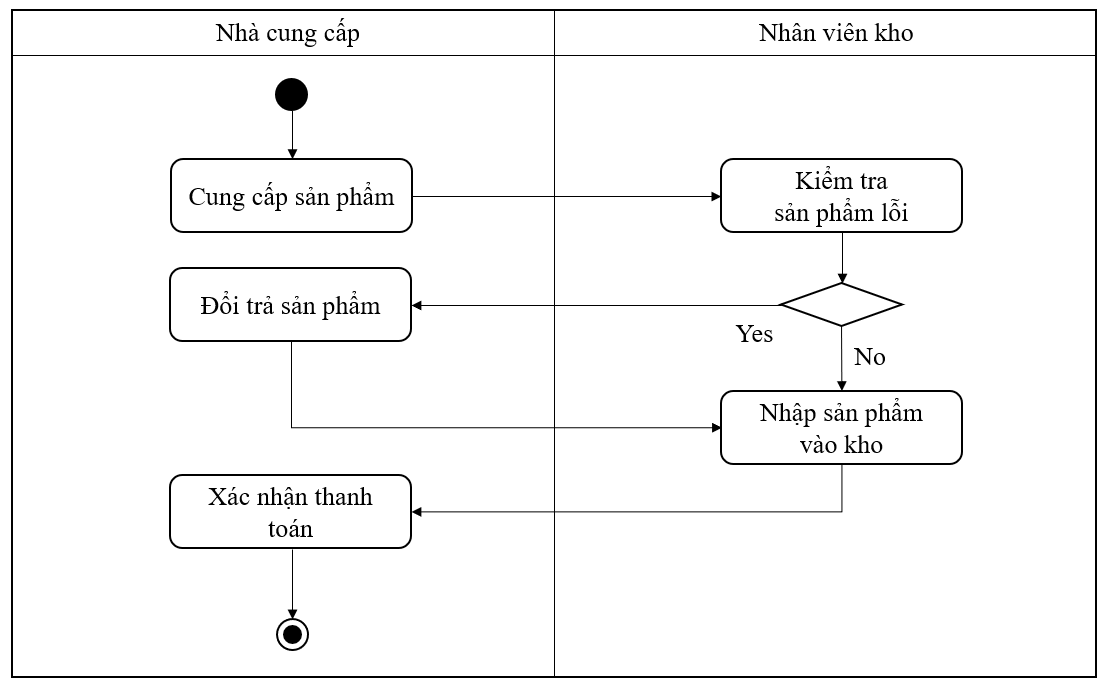 Nhà cung cấp
Nhân viên kho
Cung cấp sản phẩm
Kiểm tra
sản phẩm lỗi
Đổi trả sản phẩm
Yes
No
Nhập sản phẩm
vào kho
Xác nhận thanh
toán